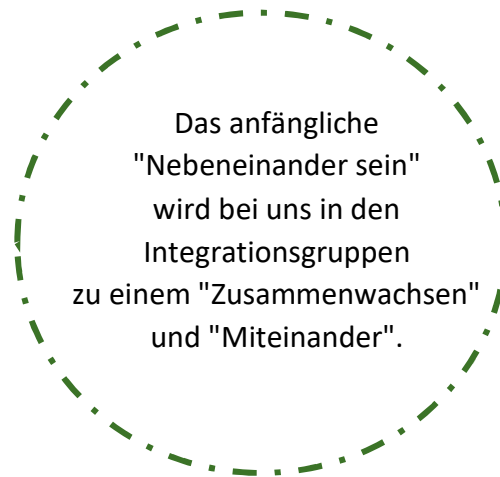 Das anfängliche
"Nebeneinander sein"
wird bei uns in den
Integrationsgruppen
zu einem "Zusammenwachsen"
und "Miteinander".